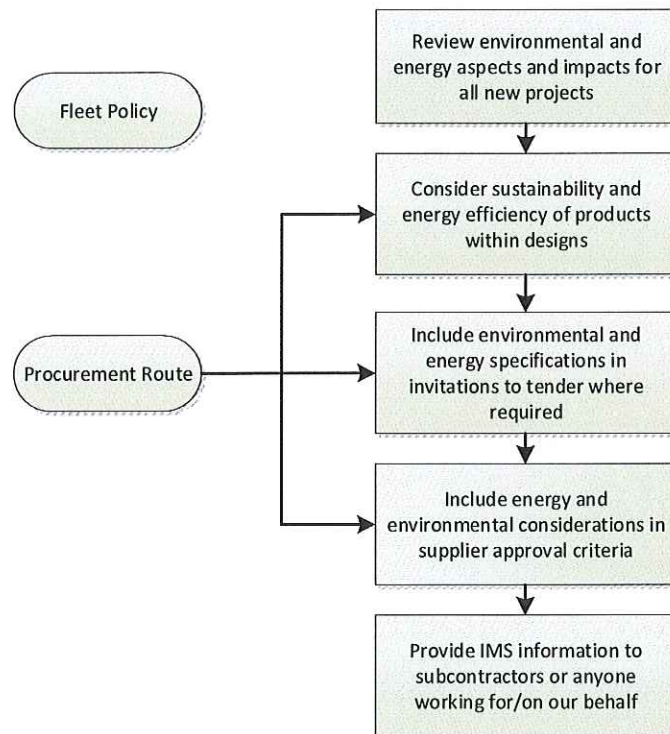 Review environmental and
energy aspects and impacts for
all new projects
Fleet Policy
Consider sustainability and
energy efficiency of products
within designs
Procurement Route
Include environmental and
energy specifications in
invitations to tender where
required
Include energy and
environmental considerations in
supplier approval criteria
Provide IMS information to
subcontractors or anyone
working for/on our behalf